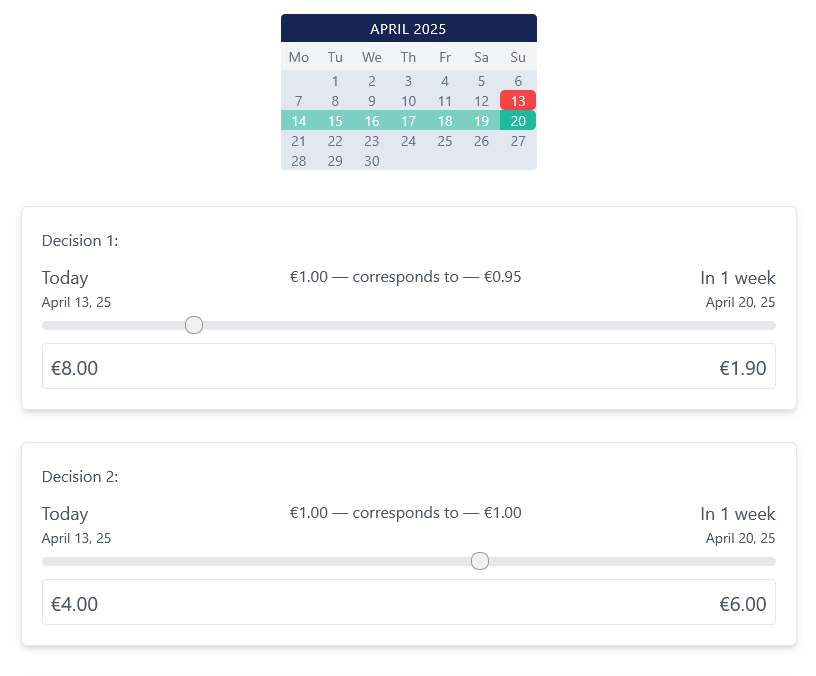 APRIL 2025
Mo Tu We Th Fr Sa Su
1 2 3 4 5 6
7 8 9 10 11 12 13
14 15 16 17 18 19 20
21 22 23 24 25 26 27
28 29 30
Decision 1:
Today €1.00 — corresponds to — €0.95 In 1 week
April 13, 25 April 20, 25
€8.00 €1.90
Decision 2:
Today €1.00 — corresponds to — €1.00 In 1 week
April 13, 25 April 20, 25
€4.00 €6.00